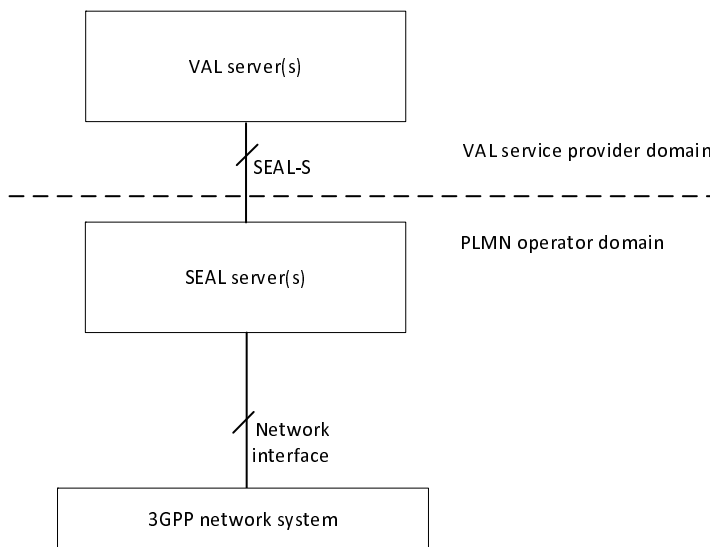 VAL server(s)
VAL service provider domain
SEAL-S
PLMN operator domain
SEAL server(s)
Network
interface
3GPP network system